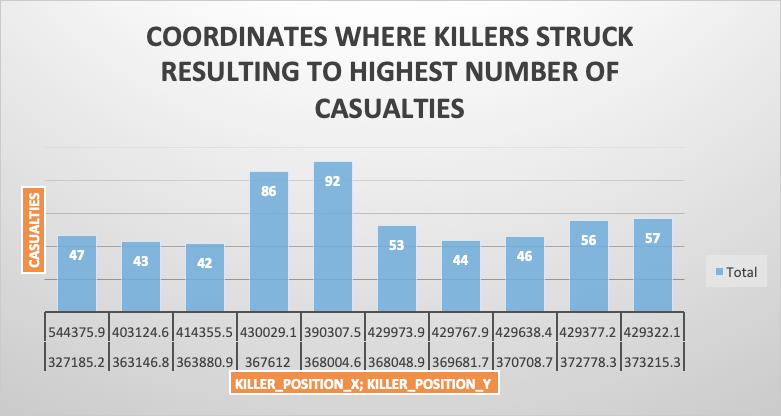 COORDINATES WHERE KILLERS STRUCK
RESULTING TO HIGHEST NUMBER OF
CASUALTIES
CASUALTIES
47 43 42 86 92 53 44 46 56 57
Total
544375.9 403124.6 414355.5 430029.1 390307.5 429973.9 429767.9 429638.4 429377.2 429322.1
327185.2 363146.8 363880.9 367612 368004.6 368048.9 369681.7 370708.7 372778.3 373215.3
KILLER_POSITION_X; KILLER_POSITION_Y